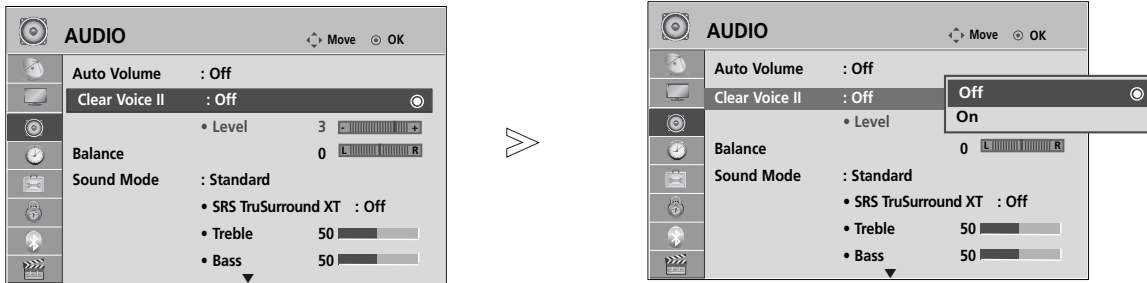 AUDIO
Move OK
Auto Volume : Off
Clear Voice II : Off
• Level 3 - +
Balance 0 L R
Sound Mode : Standard
• SRS TruSurround XT : Off
• Treble 50
• Bass 50
AUDIO
Move OK
Auto Volume : Off
Clear Voice II : Off
• Level
Off
On
Balance 0 L R
Sound Mode : Standard
• SRS TruSurround XT : Off
• Treble 50
• Bass 50